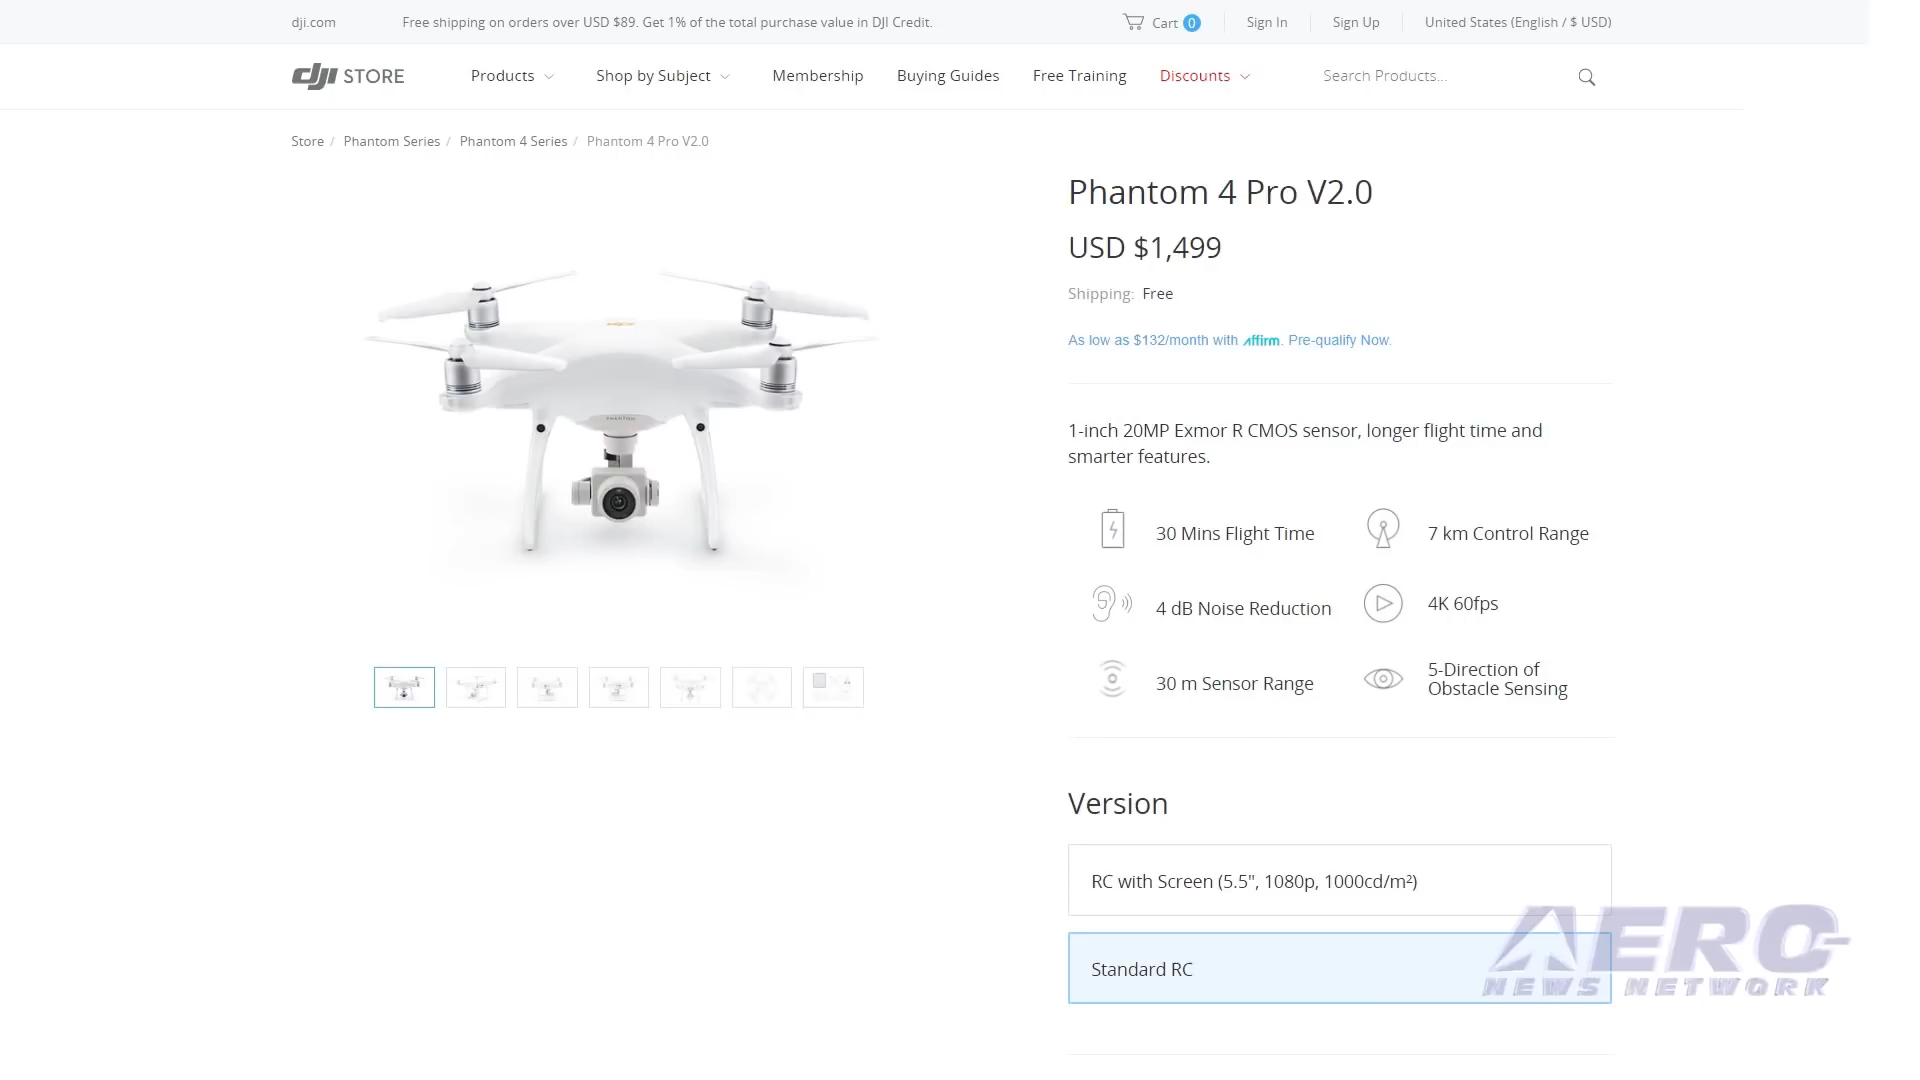 dji.com
Free shipping on orders over USD $89. Get 1% of the total purchase value in DJI Credit.
Cart 0
Sign In
Sign Up
United States (English / $ USD)
dji STORE
Products
Shop by Subject
Membership
Buying Guides
Free Training
Discounts
Search Products...
Store / Phantom Series / Phantom 4 Series / Phantom 4 Pro V2.0
Phantom 4 Pro V2.0
USD $1,499
Shipping: Free
As low as $132/month with affirm. Pre-qualify Now.
PHANTOM
1-inch 20MP Exmor R CMOS sensor, longer flight time and
smarter features.
30 Mins Flight Time
7 km Control Range
4 dB Noise Reduction
4K 60fps
30 m Sensor Range
5-Direction of
Obstacle Sensing
Version
RC with Screen (5.5", 1080p, 1000cd/m²)
Standard RC
AERO-
NEWS NETWORK